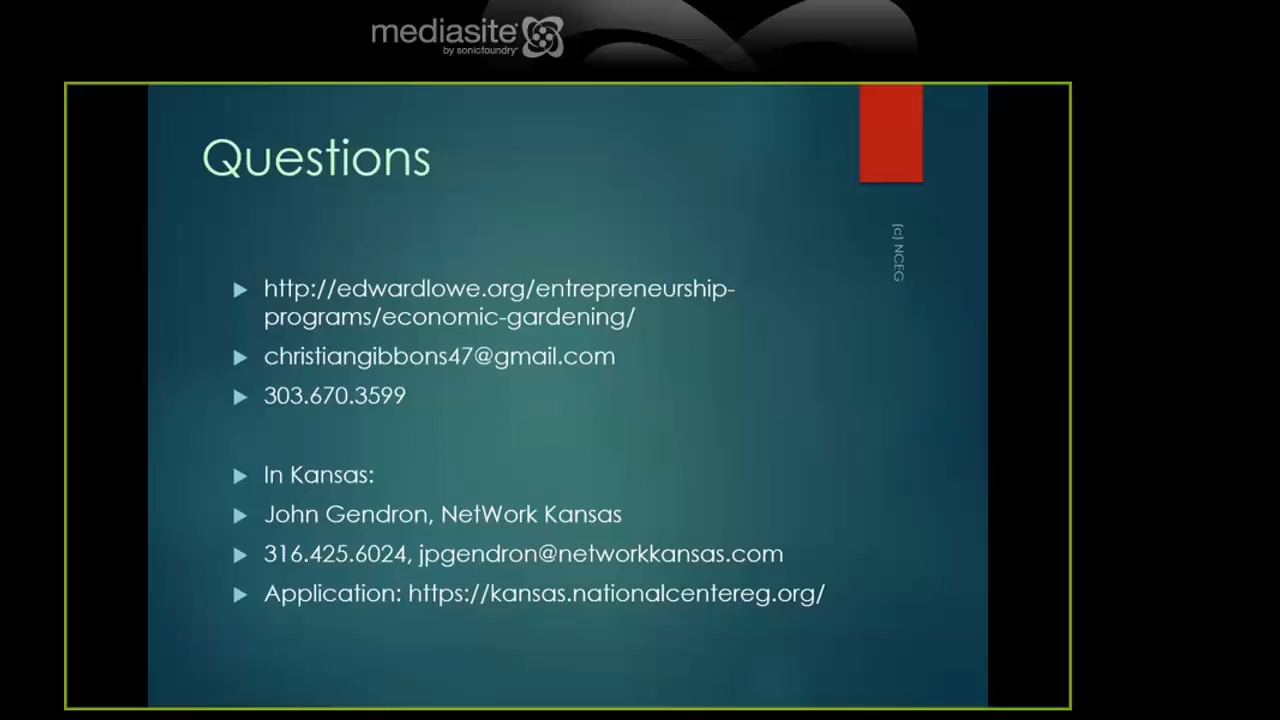 mediasite
by sonicfoundry
Questions
(c) NCEG
http://edwardlowe.org/entrepreneurship-
programs/economic-gardening/
christiangibbons47@gmail.com
303.670.3599
In Kansas:
John Gendron, NetWork Kansas
316.425.6024, jpgendron@networkkansas.com
Application: https://kansas.nationalcentereg.org/